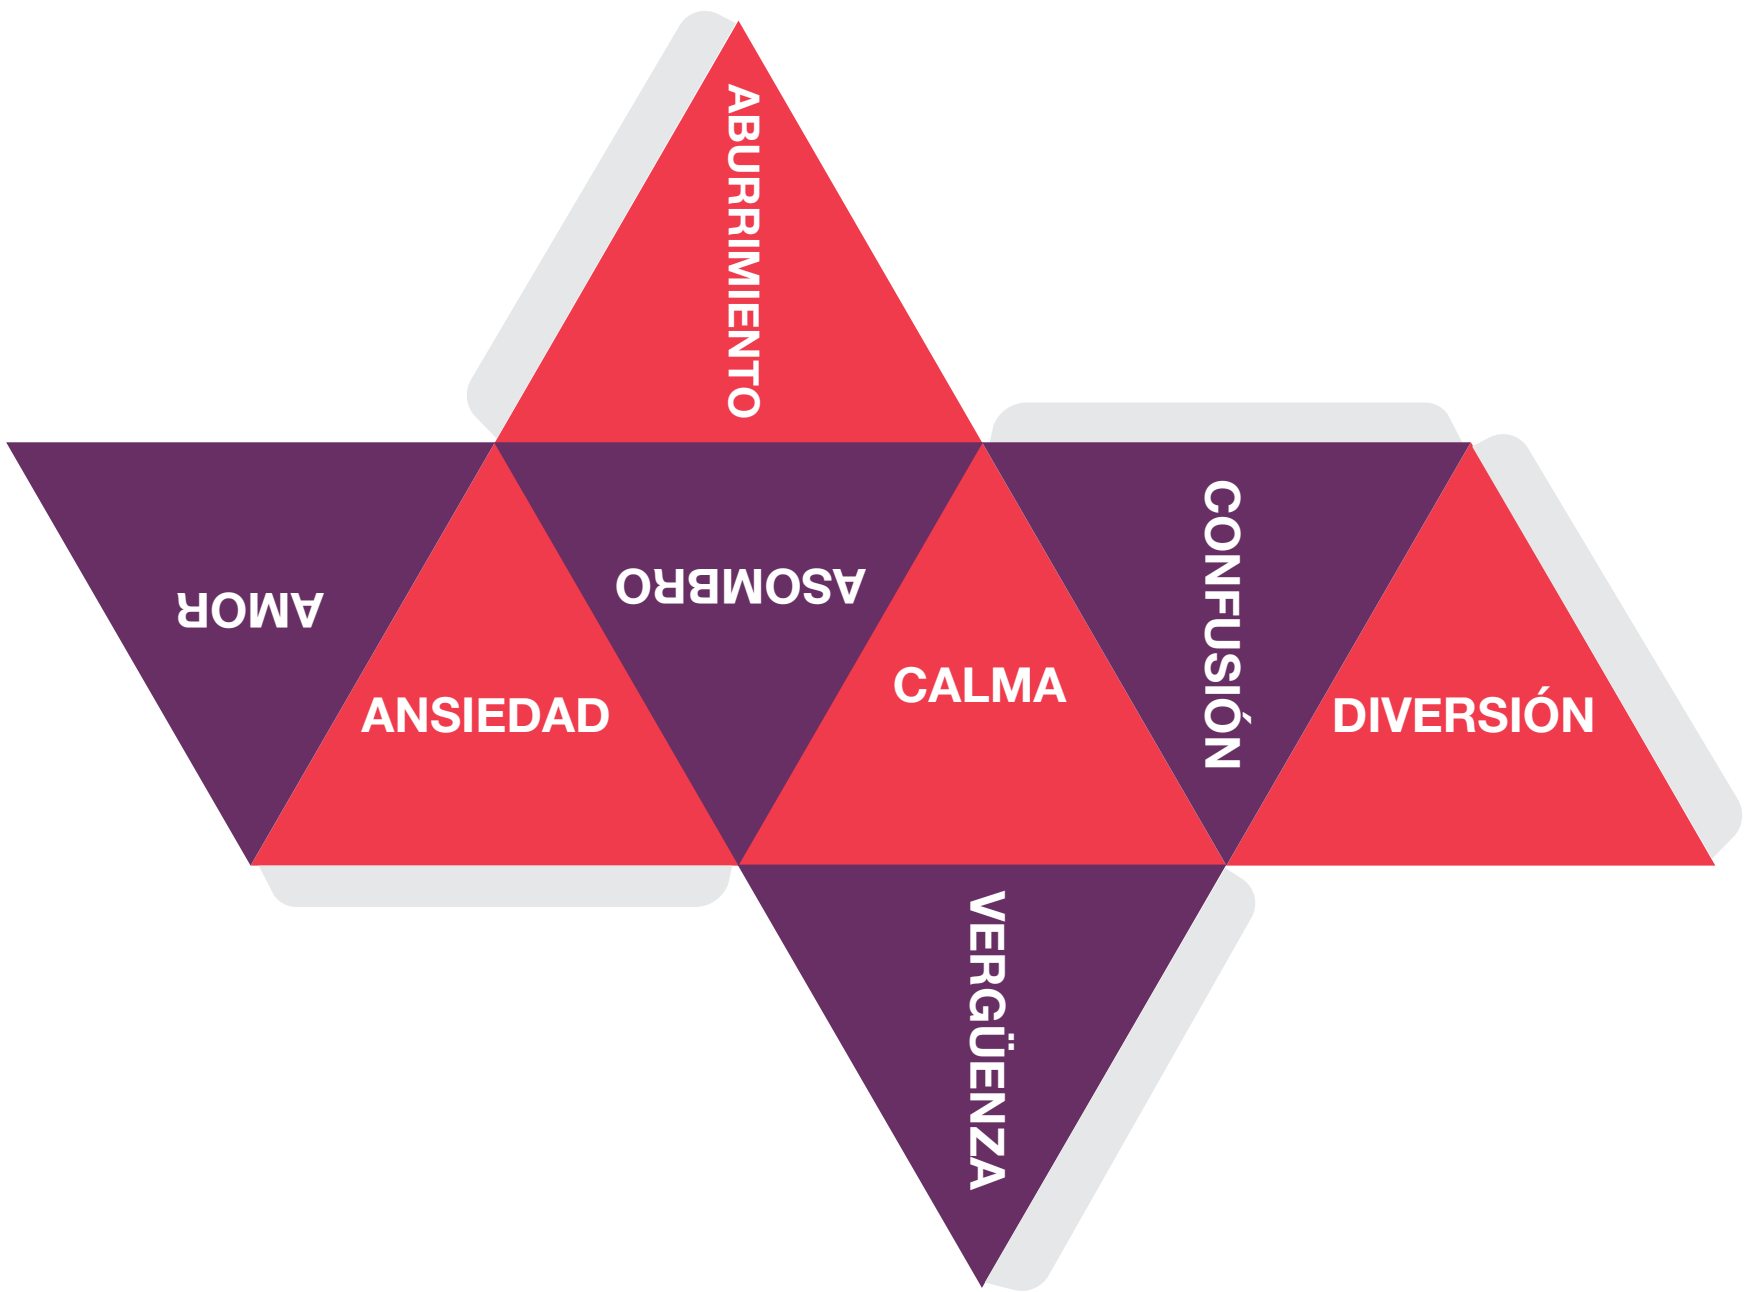 ABURRIMIENTO
AMOR
ANSIEDAD
ASOMBRO
CALMA
CONFUSIÓN
DIVERSIÓN
VERGÜENZA